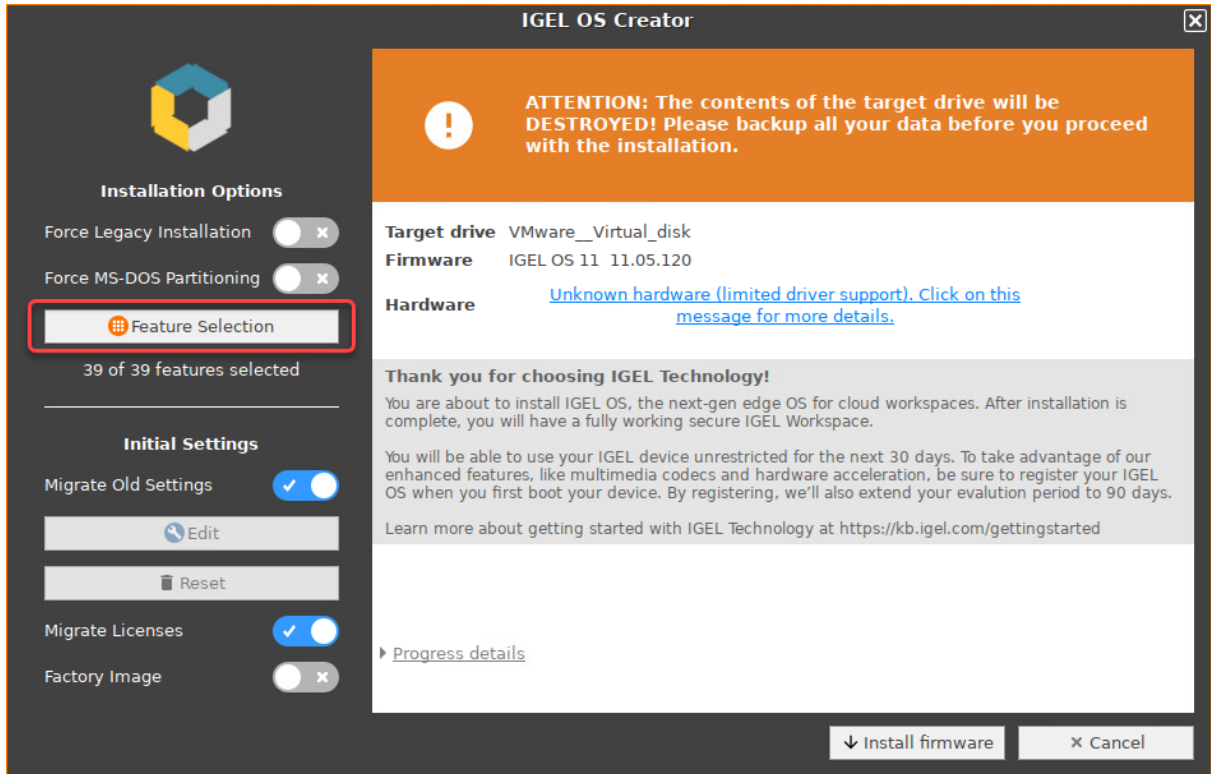 IGEL OS Creator
Installation Options
Force Legacy Installation
Force MS-DOS Partitioning
Feature Selection
39 of 39 features selected
Initial Settings
Migrate Old Settings
Edit
Reset
Migrate Licenses
Factory Image
ATTENTION: The contents of the target drive will be
DESTROYED! Please backup all your data before you proceed
with the installation.
Target drive VMware__Virtual_disk
Firmware IGEL OS 11 11.05.120
Hardware Unknown hardware (limited driver support). Click on this
message for more details.
Thank you for choosing IGEL Technology!
You are about to install IGEL OS, the next-gen edge OS for cloud workspaces. After installation is
complete, you will have a fully working secure IGEL Workspace.
You will be able to use your IGEL device unrestricted for the next 30 days. To take advantage of our
enhanced features, like multimedia codecs and hardware acceleration, be sure to register your IGEL
OS when you first boot your device. By registering, we'll also extend your evalution period to 90 days.
Learn more about getting started with IGEL Technology at https://kb.igel.com/gettingstarted
Progress details
Install firmware
Cancel